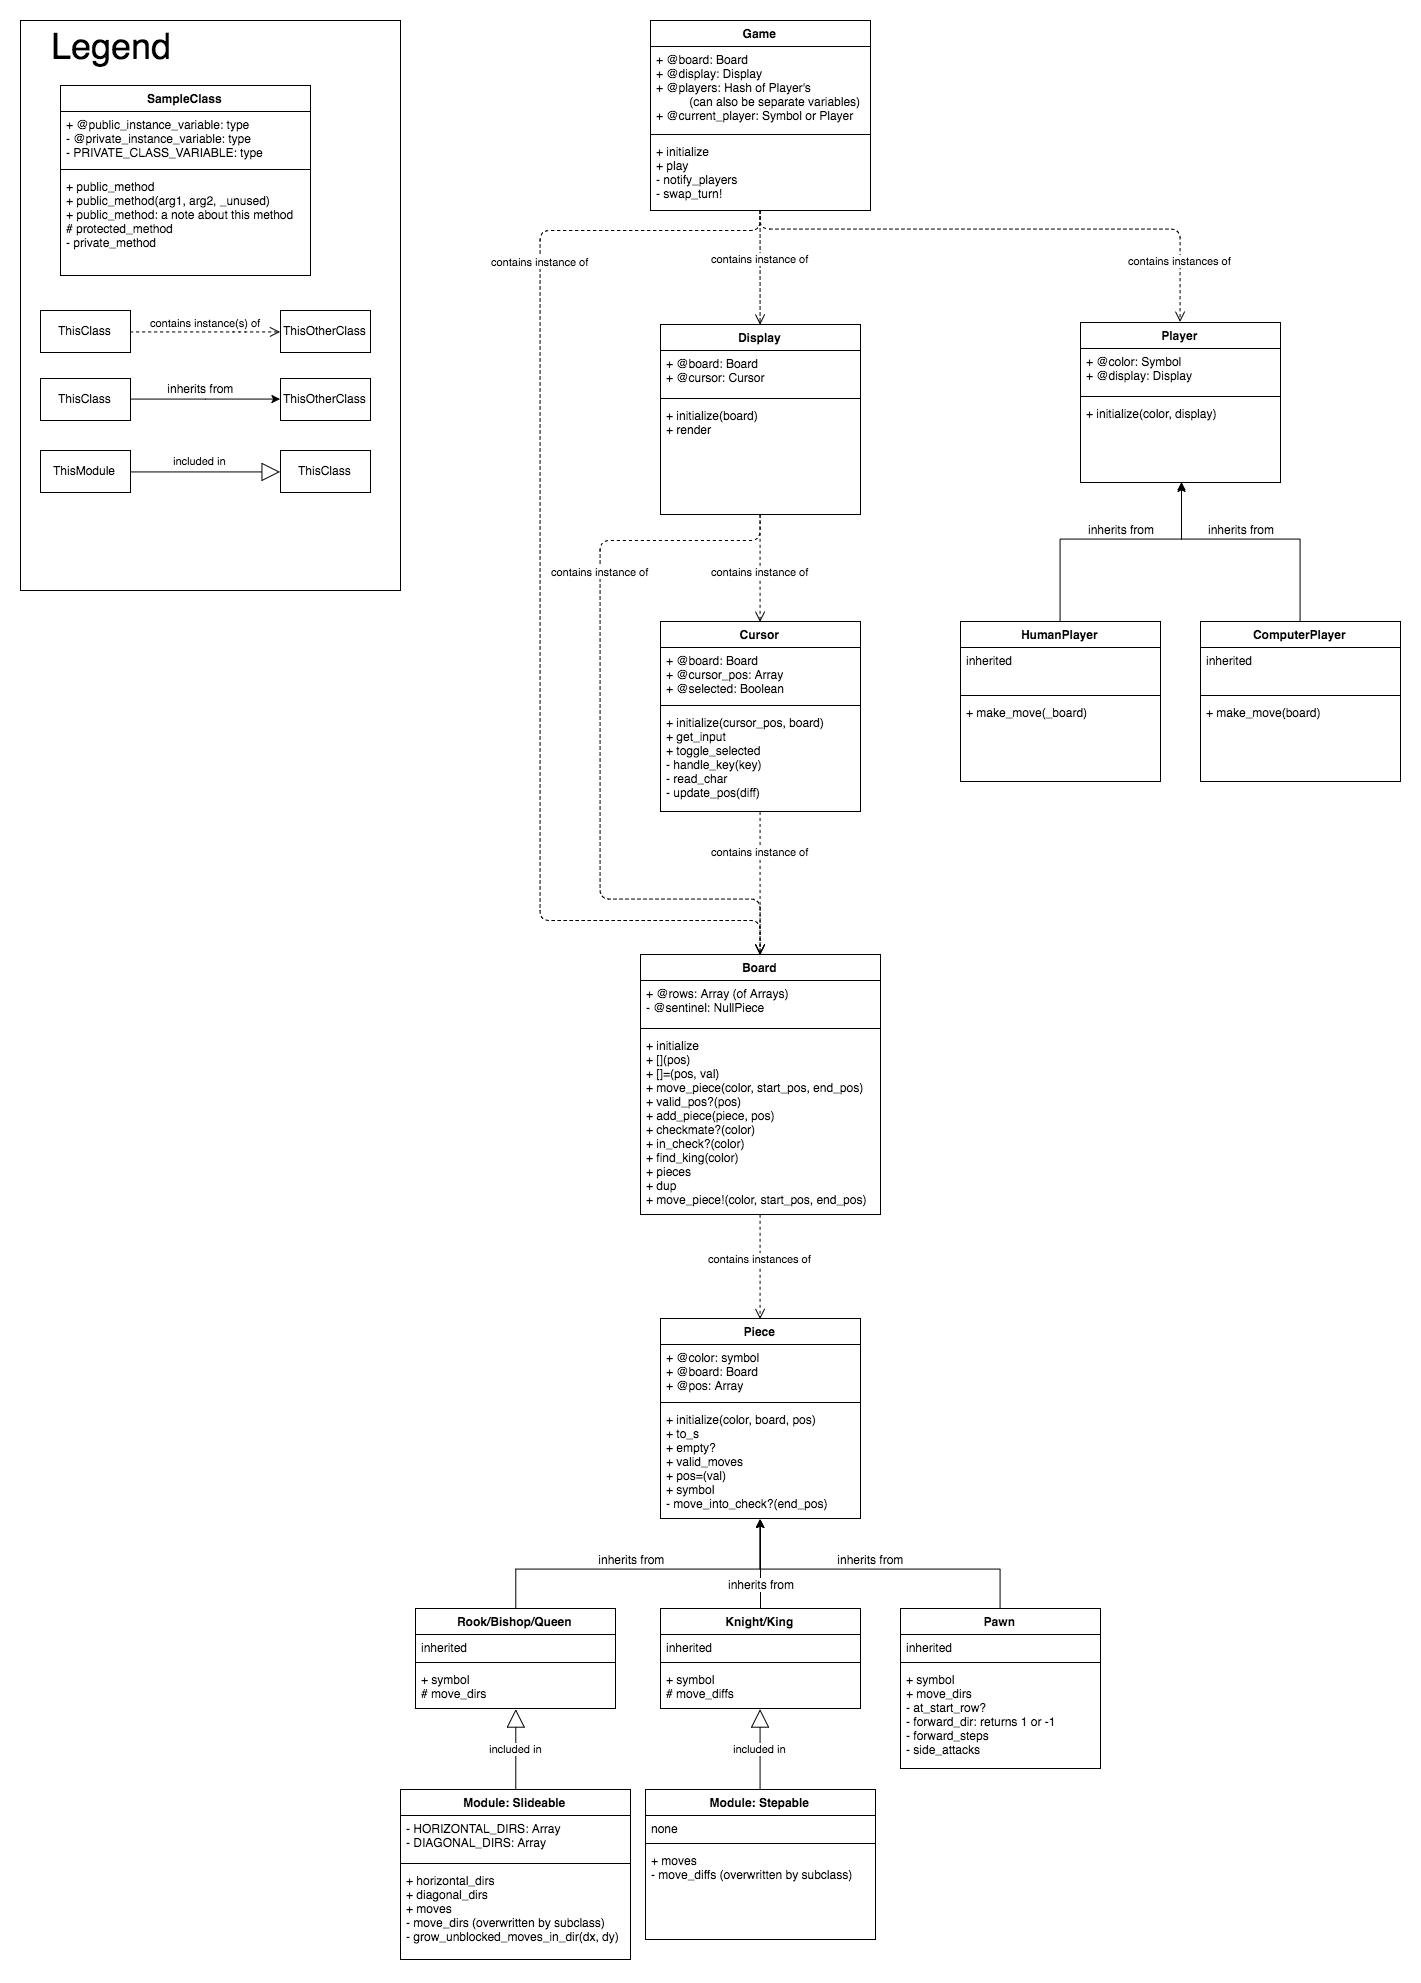 Legend
SampleClass
+ @public_instance_variable: type
- @private_instance_variable: type
- PRIVATE_CLASS_VARIABLE: type
+ public_method
+ public_method(arg1, arg2, _unused)
+ public_method: a note about this method
# protected_method
- private_method
ThisClass
contains instance(s) of
ThisOtherClass
ThisClass
inherits from
ThisOtherClass
ThisModule
included in
ThisClass
Game
+ @board: Board
+ @display: Display
+ @players: Hash of Player's
(can also be separate variables)
+ @current_player: Symbol or Player
+ initialize
+ play
- notify_players
- swap_turn!
contains instance of
contains instance of
contains instances of
Display
+ @board: Board
+ @cursor: Cursor
+ initialize(board)
+ render
Player
+ @color: Symbol
+ @display: Display
+ initialize(color, display)
contains instance of
contains instance of
inherits from
inherits from
Cursor
+ @board: Board
+ @cursor_pos: Array
+ @selected: Boolean
+ initialize(cursor_pos, board)
+ get_input
+ toggle_selected
- handle_key(key)
- read_char
- update_pos(diff)
HumanPlayer
inherited
+ make_move(_board)
ComputerPlayer
inherited
+ make_move(board)
contains instance of
Board
+ @rows: Array (of Arrays)
- @sentinel: NullPiece
+ initialize
+ [](pos)
+ []=(pos, val)
+ move_piece(color, start_pos, end_pos)
+ valid_pos?(pos)
+ add_piece(piece, pos)
+ checkmate?(color)
+ in_check?(color)
+ find_king(color)
+ pieces
+ dup
+ move_piece!(color, start_pos, end_pos)
contains instances of
Piece
+ @color: symbol
+ @board: Board
+ @pos: Array
+ initialize(color, board, pos)
+ to_s
+ empty?
+ valid_moves
+ pos=(val)
+ symbol
- move_into_check?(end_pos)
inherits from
inherits from
inherits from
Rook/Bishop/Queen
inherited
+ symbol
# move_dirs
Knight/King
inherited
+ symbol
# move_diffs
Pawn
inherited
+ symbol
+ move_dirs
- at_start_row?
- forward_dir: returns 1 or -1
- forward_steps
- side_attacks
included in
included in
Module: Slideable
- HORIZONTAL_DIRS: Array
- DIAGONAL_DIRS: Array
+ horizontal_dirs
+ diagonal_dirs
+ moves
- move_dirs (overwritten by subclass)
- grow_unblocked_moves_in_dir(dx, dy)
Module: Stepable
none
+ moves
- move_diffs (overwritten by subclass)